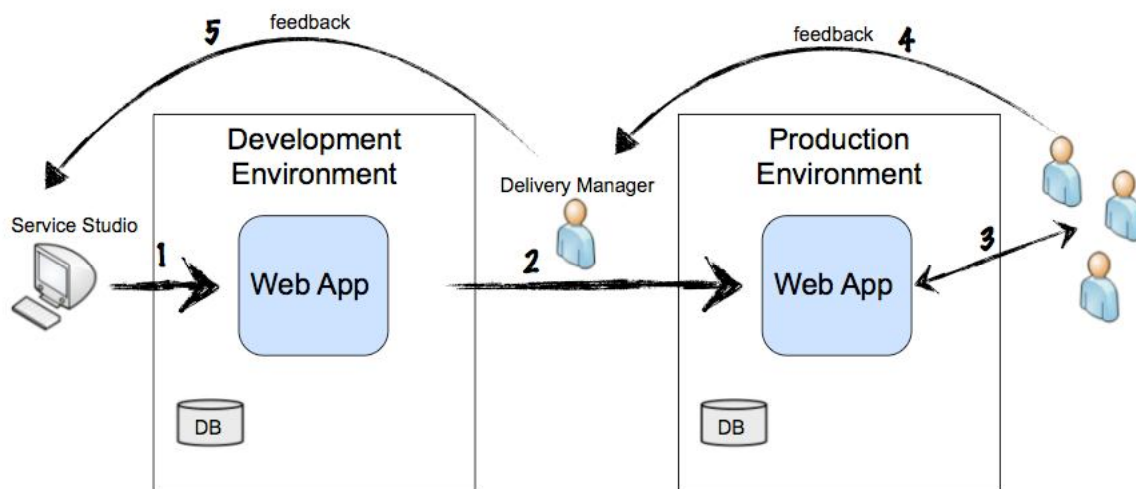 5
feedback
feedback
4
Development
Environment
Production
Environment
Delivery Manager
Service Studio
1
Web App
2
Web App
3
DB
DB